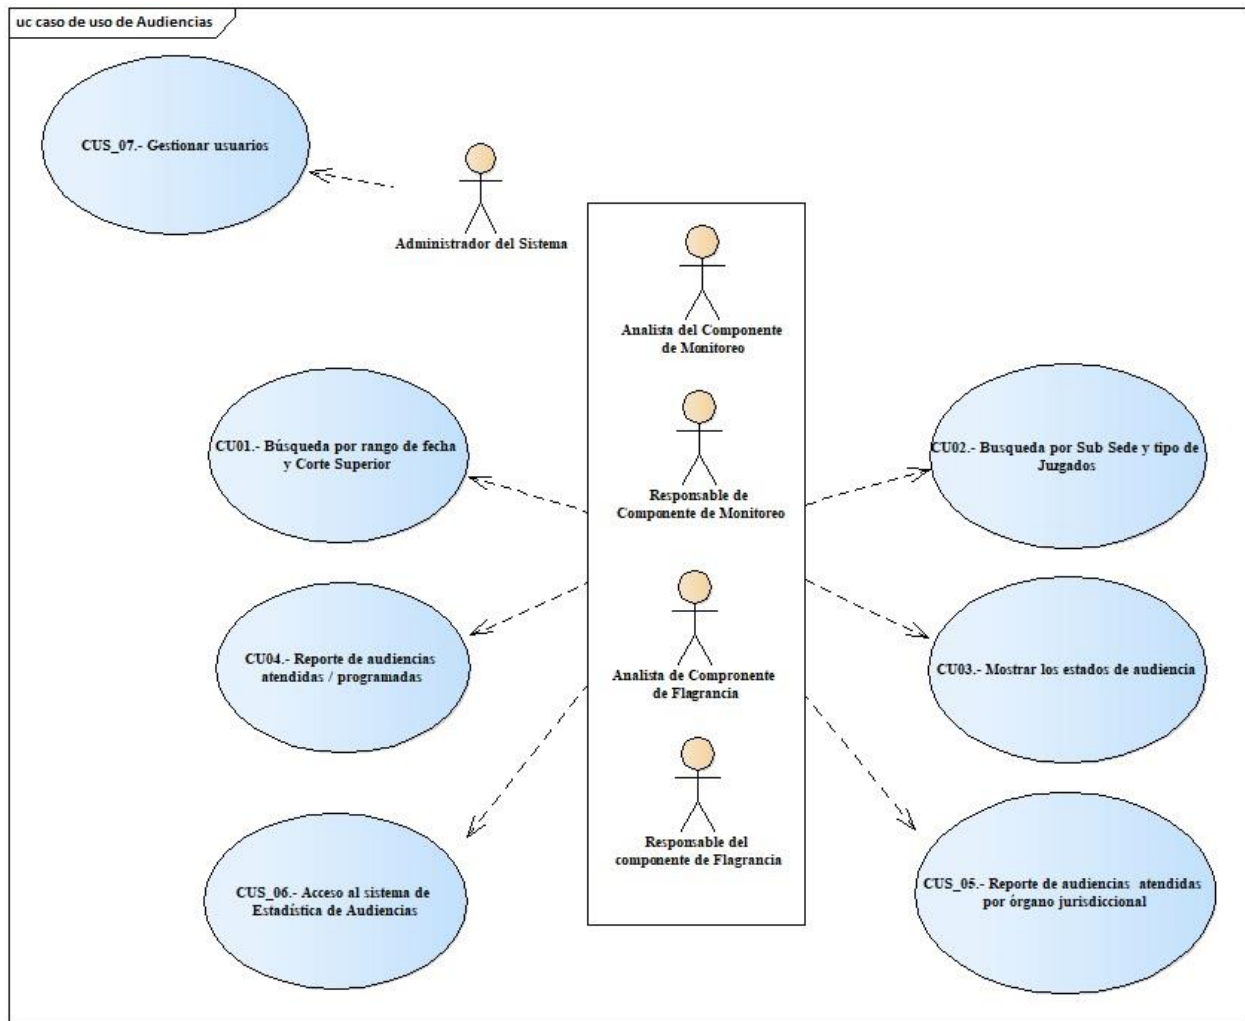 uc caso de uso de Audiencias
CUS_07.- Gestionar usuarios
Administrador del Sistema
Analista del Componente
de Monitoreo
CU01.- Búsqueda por rango de fecha
y Corte Superior
CU02.- Busqueda por Sub Sede y tipo de
Juzgados
Responsable de
Componente de Monitoreo
CU04.- Reporte de audiencias
atendidas / programadas
Analista de Compronente
de Flagrancia
CU03.- Mostrar los estados de audiencia
Responsable del
componente de Flagrancia
CUS_06.- Acceso al sistema de
Estadística de Audiencias
CUS_05.- Reporte de audiencias atendidas
por órgano jurisdiccional